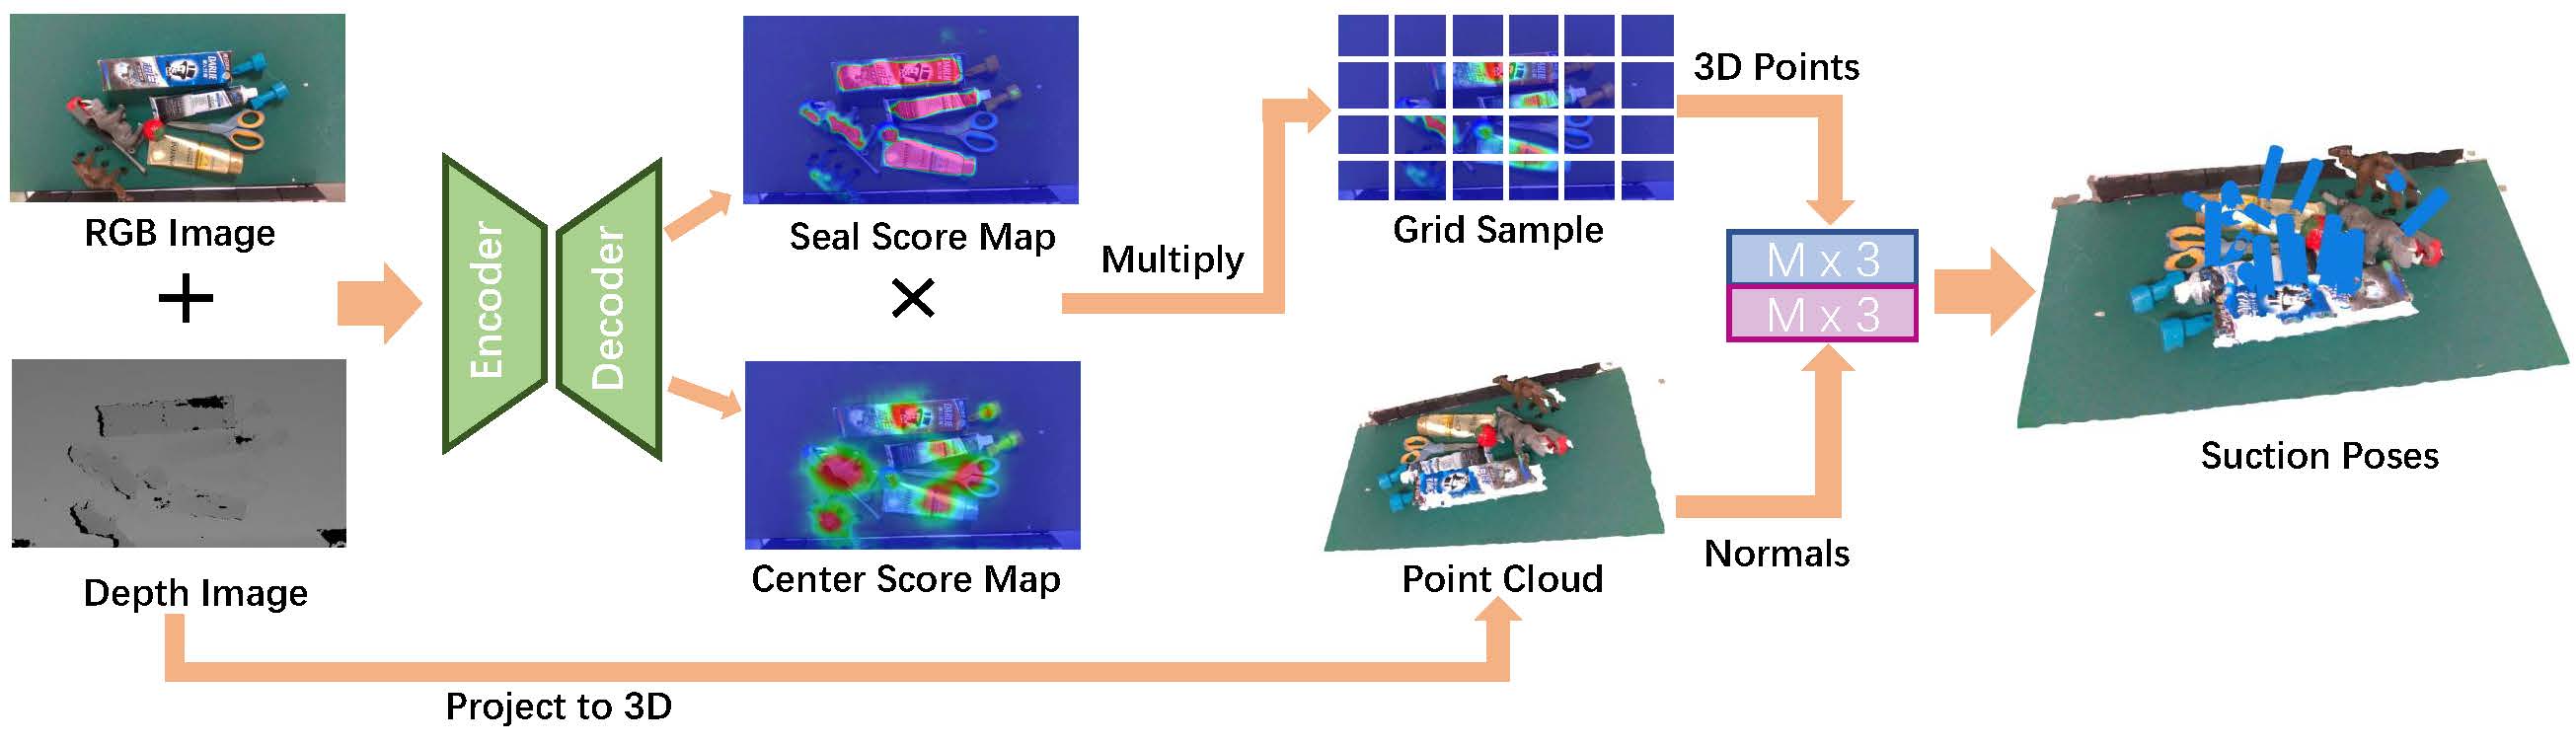 RGB Image
Depth Image
Encoder
Decoder
Seal Score Map
Center Score Map
Multiply
Grid Sample
3D Points
M x 3
M x 3
Point Cloud
Normals
Project to 3D
Suction Poses
DARLIE